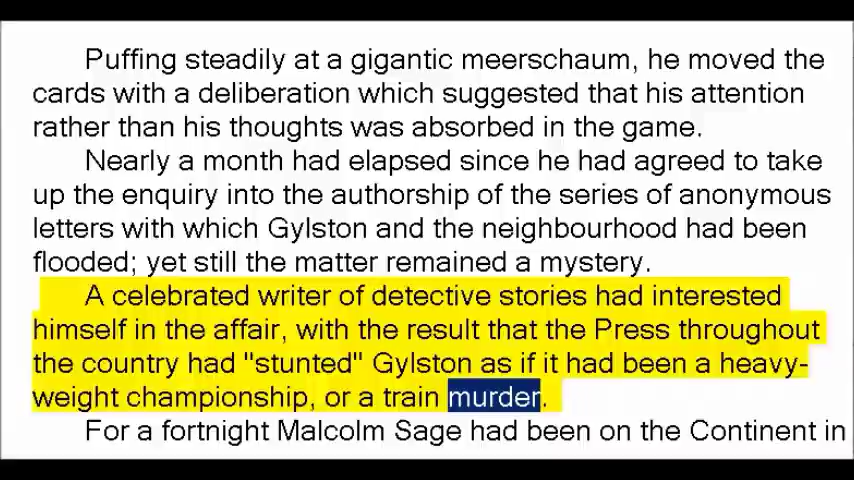 Puffing steadily at a gigantic meerschaum, he moved the
cards with a deliberation which suggested that his attention
rather than his thoughts was absorbed in the game.
Nearly a month had elapsed since he had agreed to take
up the enquiry into the authorship of the series of anonymous
letters with which Gylston and the neighbourhood had been
flooded; yet still the matter remained a mystery.
A celebrated writer of detective stories had interested
himself in the affair, with the result that the Press throughout
the country had "stunted" Gylston as if it had been a heavy-
weight championship, or a train murder.
For a fortnight Malcolm Sage had been on the Continent in